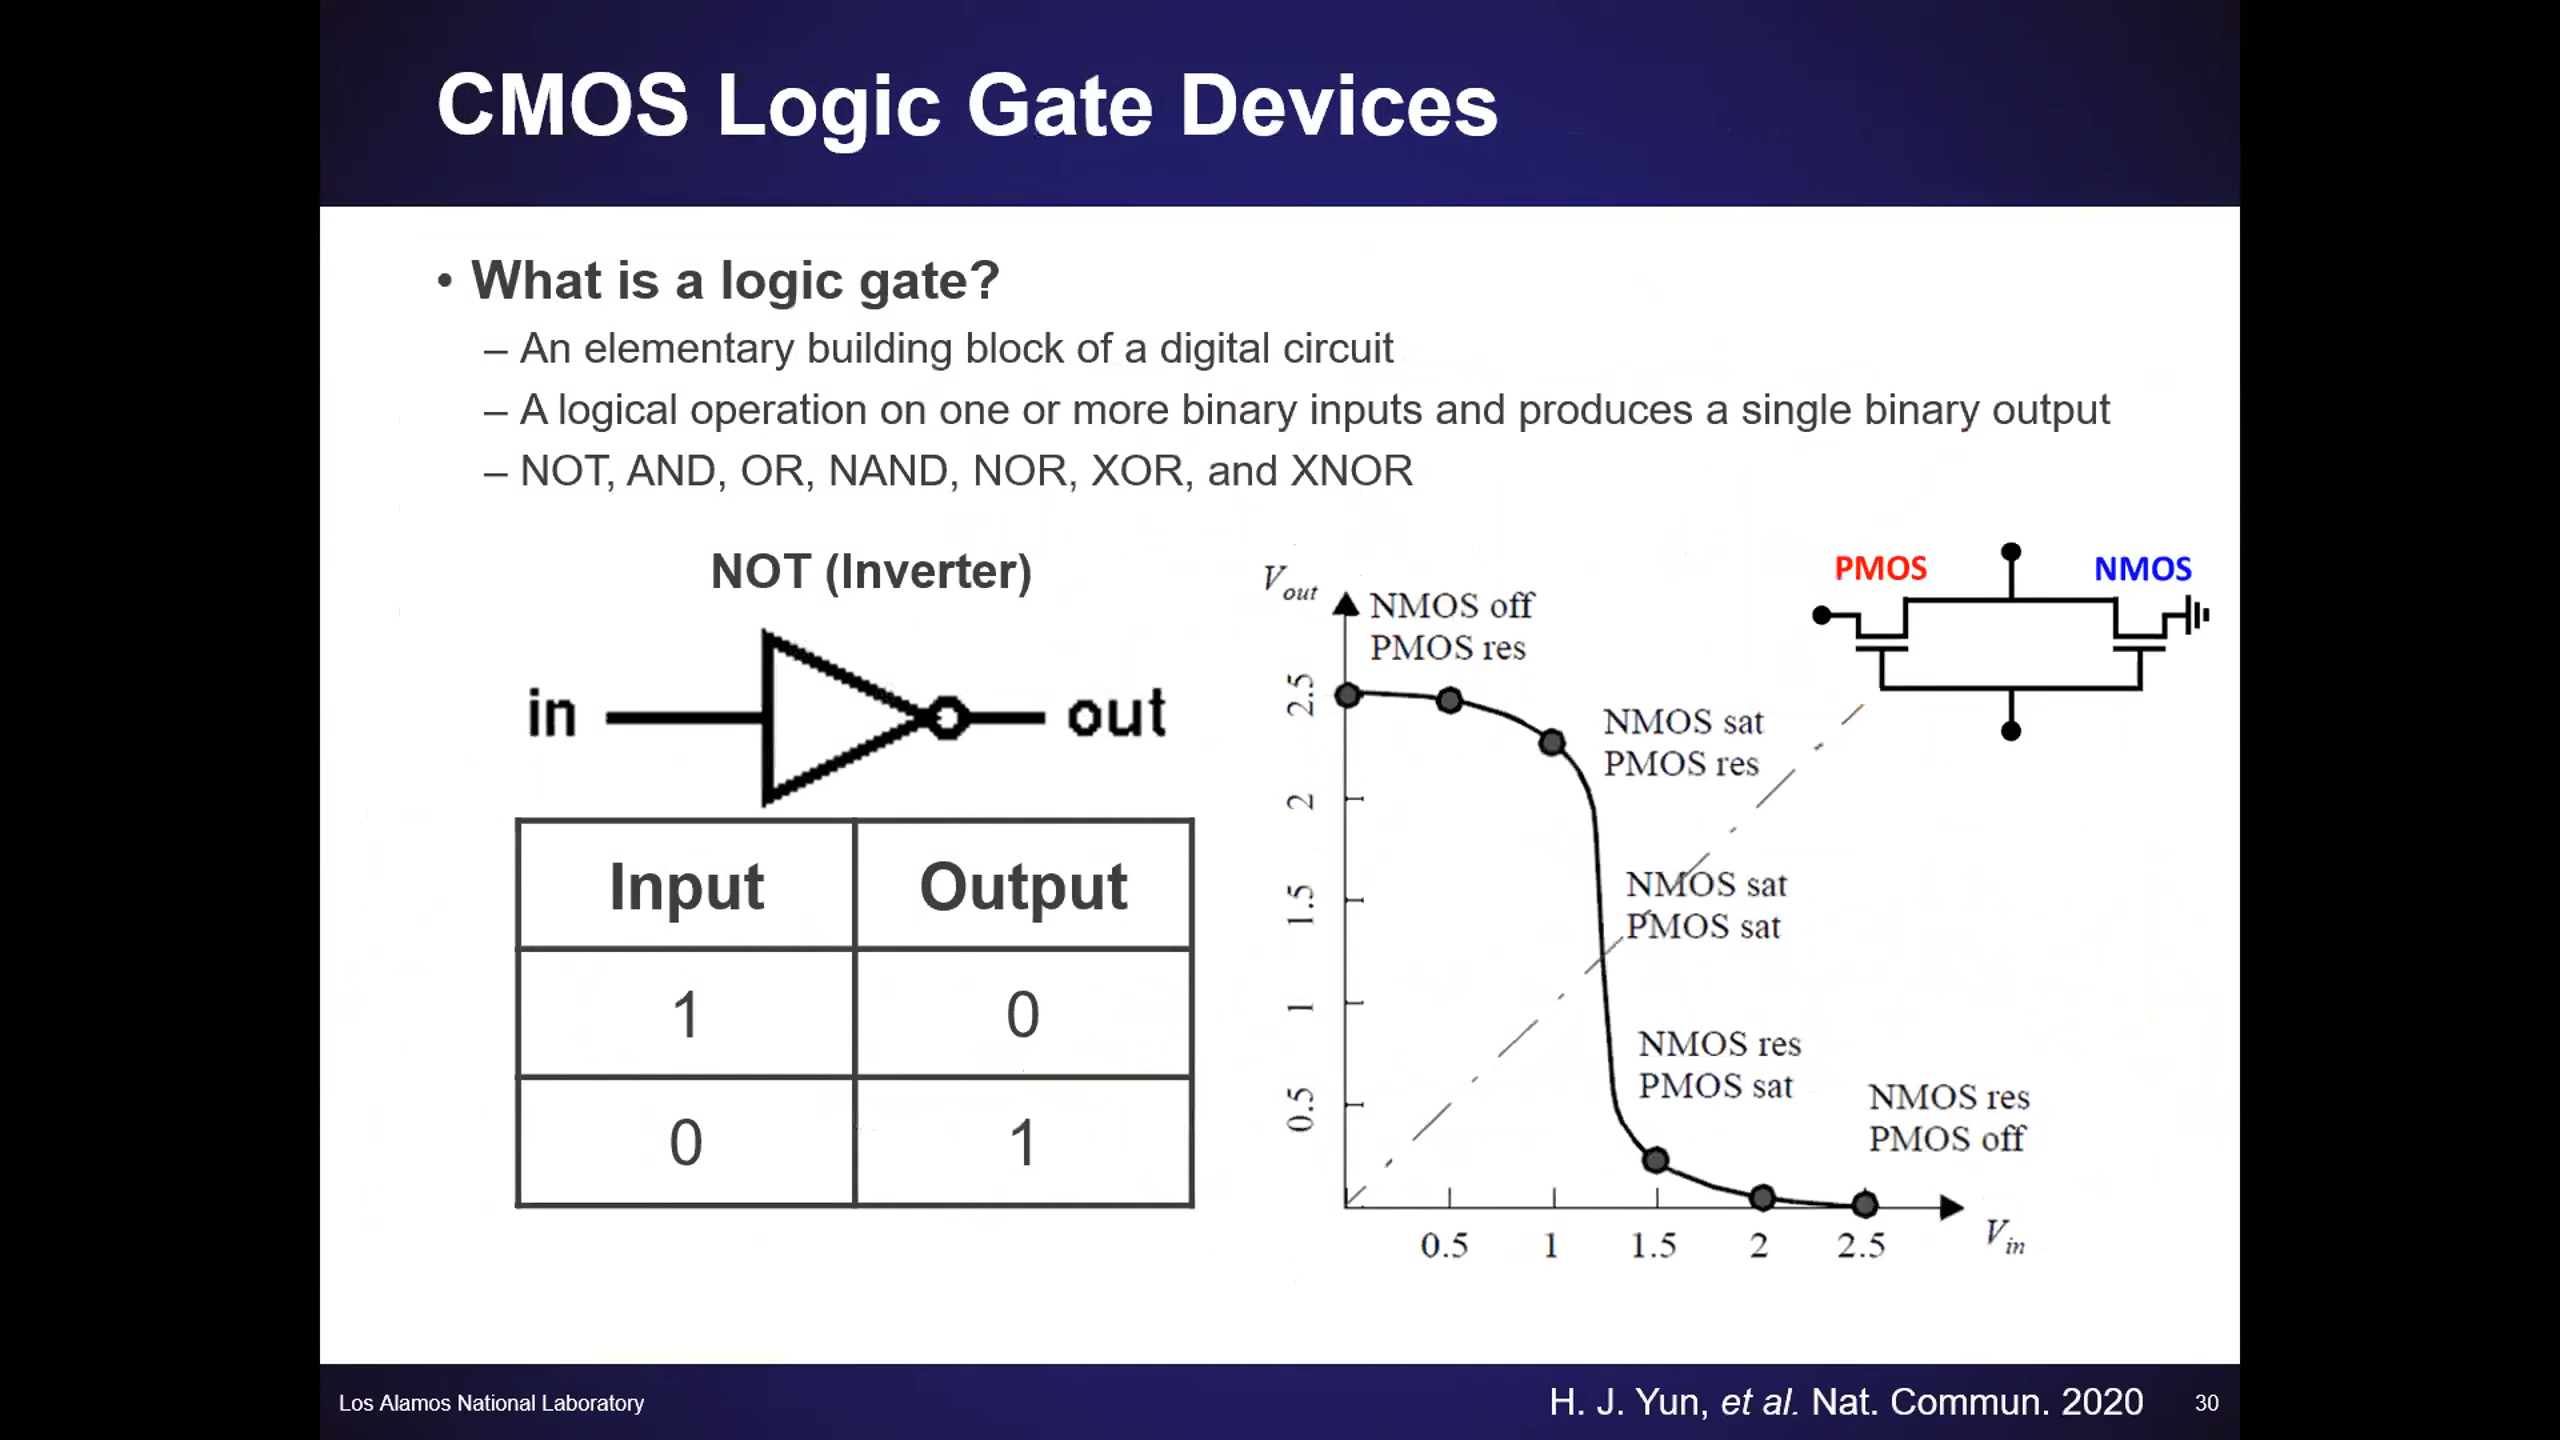 CMOS Logic Gate Devices
• What is a logic gate?
– An elementary building block of a digital circuit
– A logical operation on one or more binary inputs and produces a single binary output
– NOT, AND, OR, NAND, NOR, XOR, and XNOR
NOT (Inverter)
in out
Input Output
1 0
0 1
Vout
NMOS off
PMOS res
PMOS NMOS
2.5
NMOS sat
PMOS res
2
NMOS sat
PMOS sat
1.5
1
NMOS res
PMOS sat
0.5
NMOS res
PMOS off
0.5 1 1.5 2 2.5
Vin
Los Alamos National Laboratory
H. J. Yun, et al. Nat. Commun. 2020
30